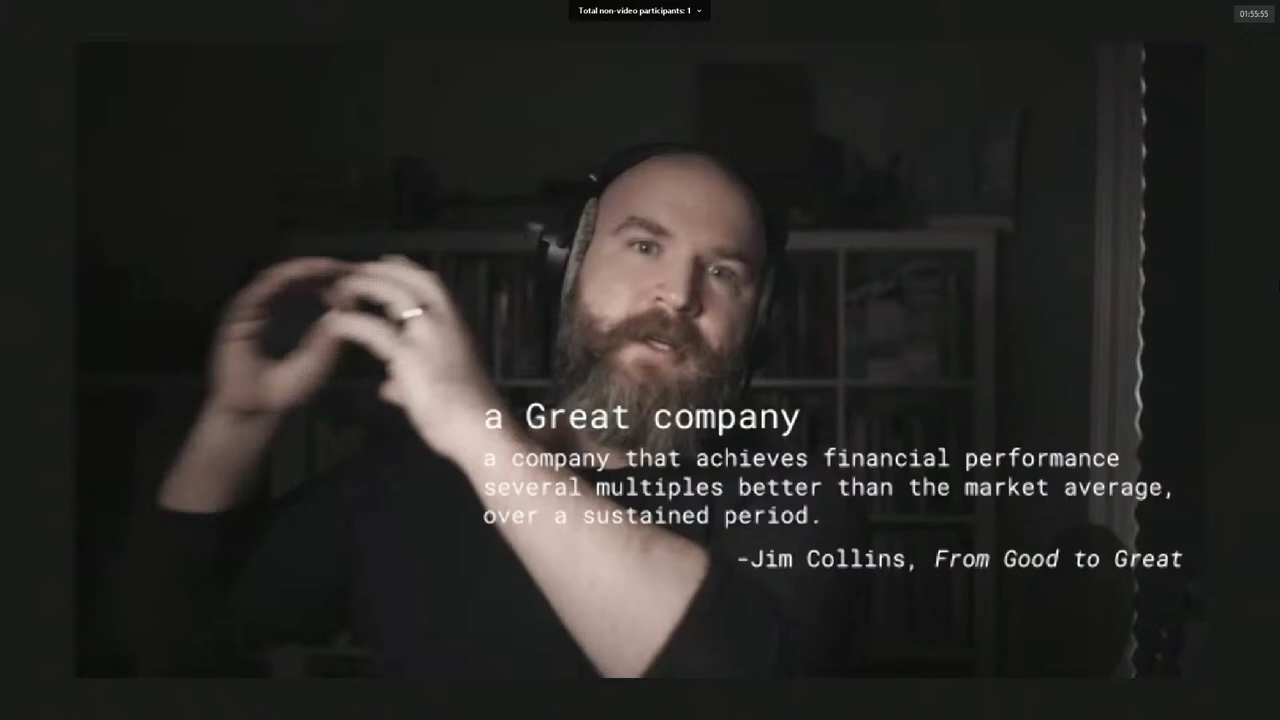 Total non-video participants: 1
01:55:55
a Great company
a company that achieves financial performance
several multiples better than the market average,
over a sustained period.
-Jim Collins, From Good to Great